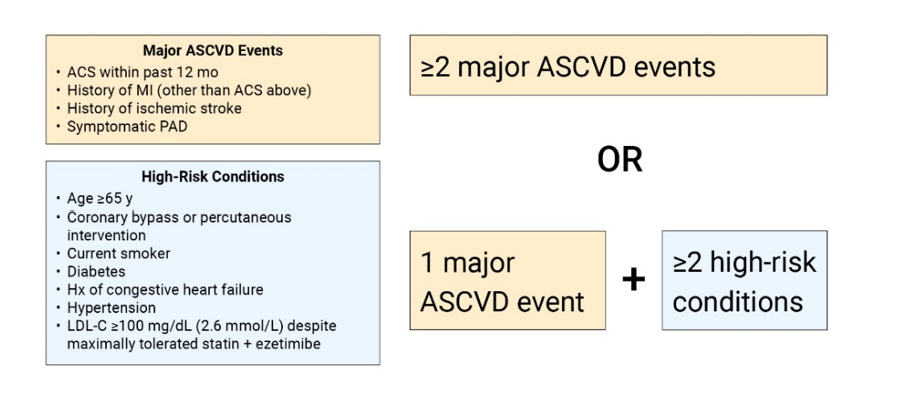 Major ASCVD Events
• ACS within past 12 mo
• History of MI (other than ACS above)
• History of ischemic stroke
• Symptomatic PAD
High-Risk Conditions
• Age ≥65 y
• Coronary bypass or percutaneous
intervention
• Current smoker
• Diabetes
• Hx of congestive heart failure
• Hypertension
• LDL-C ≥100 mg/dL (2.6 mmol/L) despite
maximally tolerated statin + ezetimibe
≥2 major ASCVD events
OR
1 major
ASCVD event
+
≥2 high-risk
conditions